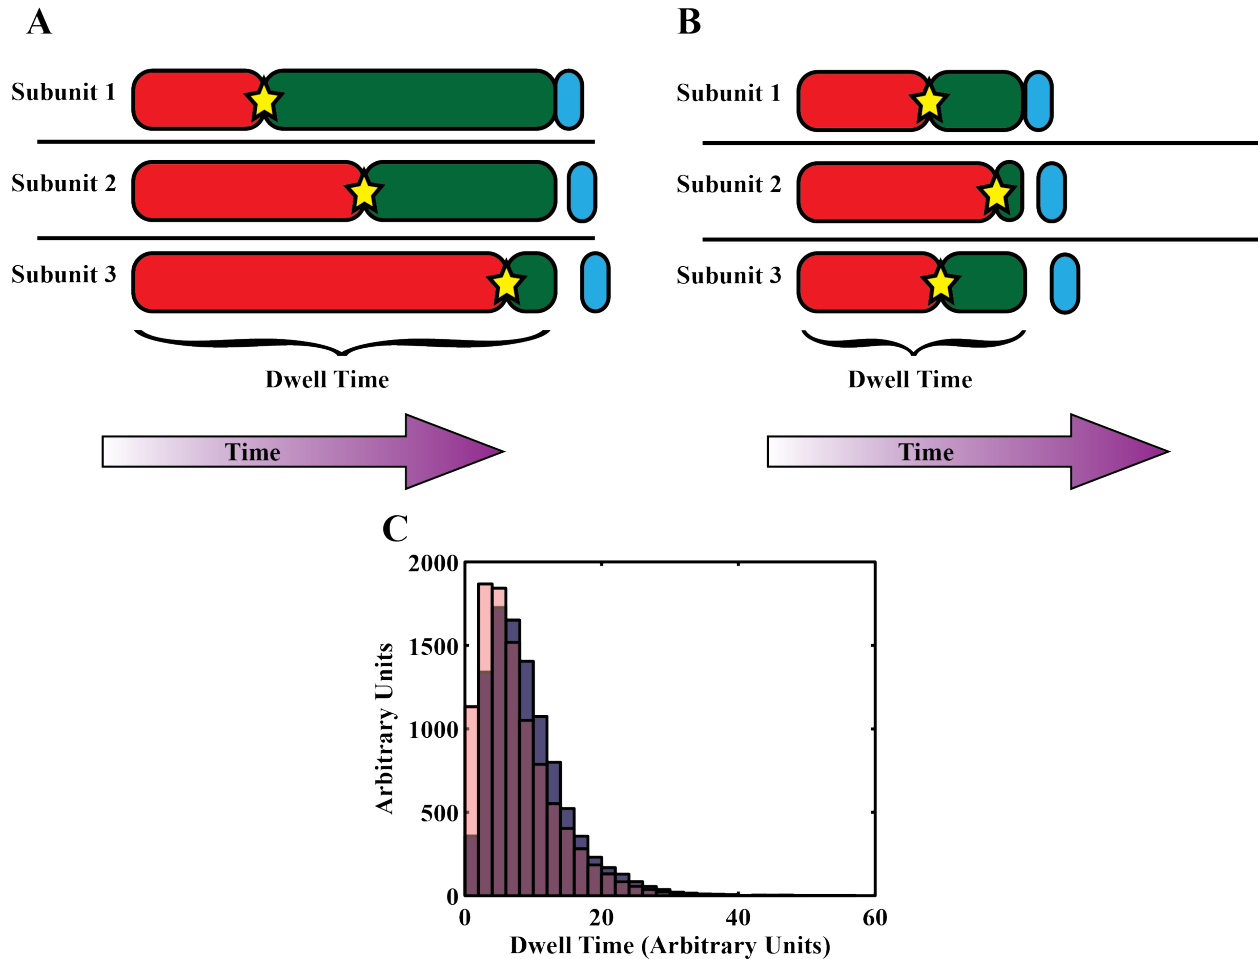 A
Subunit 1
Subunit 2
Subunit 3
Dwell Time
Time
B
Subunit 1
Subunit 2
Subunit 3
Dwell Time
Time
C
2000
1500
1000
500
0
Arbitrary Units
0 20 40 60
Dwell Time (Arbitrary Units)